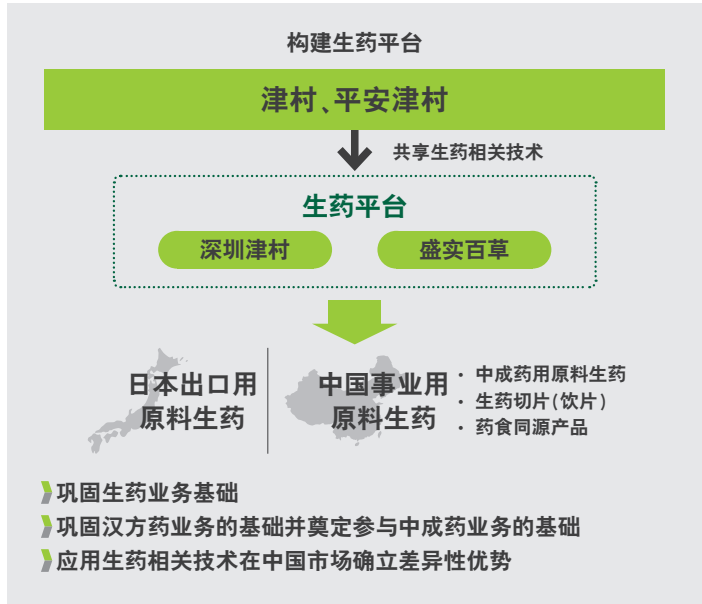 构建生药平台
津村、平安津村
共享生药相关技术
生药平台
深圳津村
盛实百草
日本出口用
原料生药
中国事业用
原料生药
· 中成药用原料生药
· 生药切片(饮片)
· 药食同源产品
巩固生药业务基础
巩固汉方药业务的基础并奠定参与中成药业务的基础
应用生药相关技术在中国市场确立差异性优势